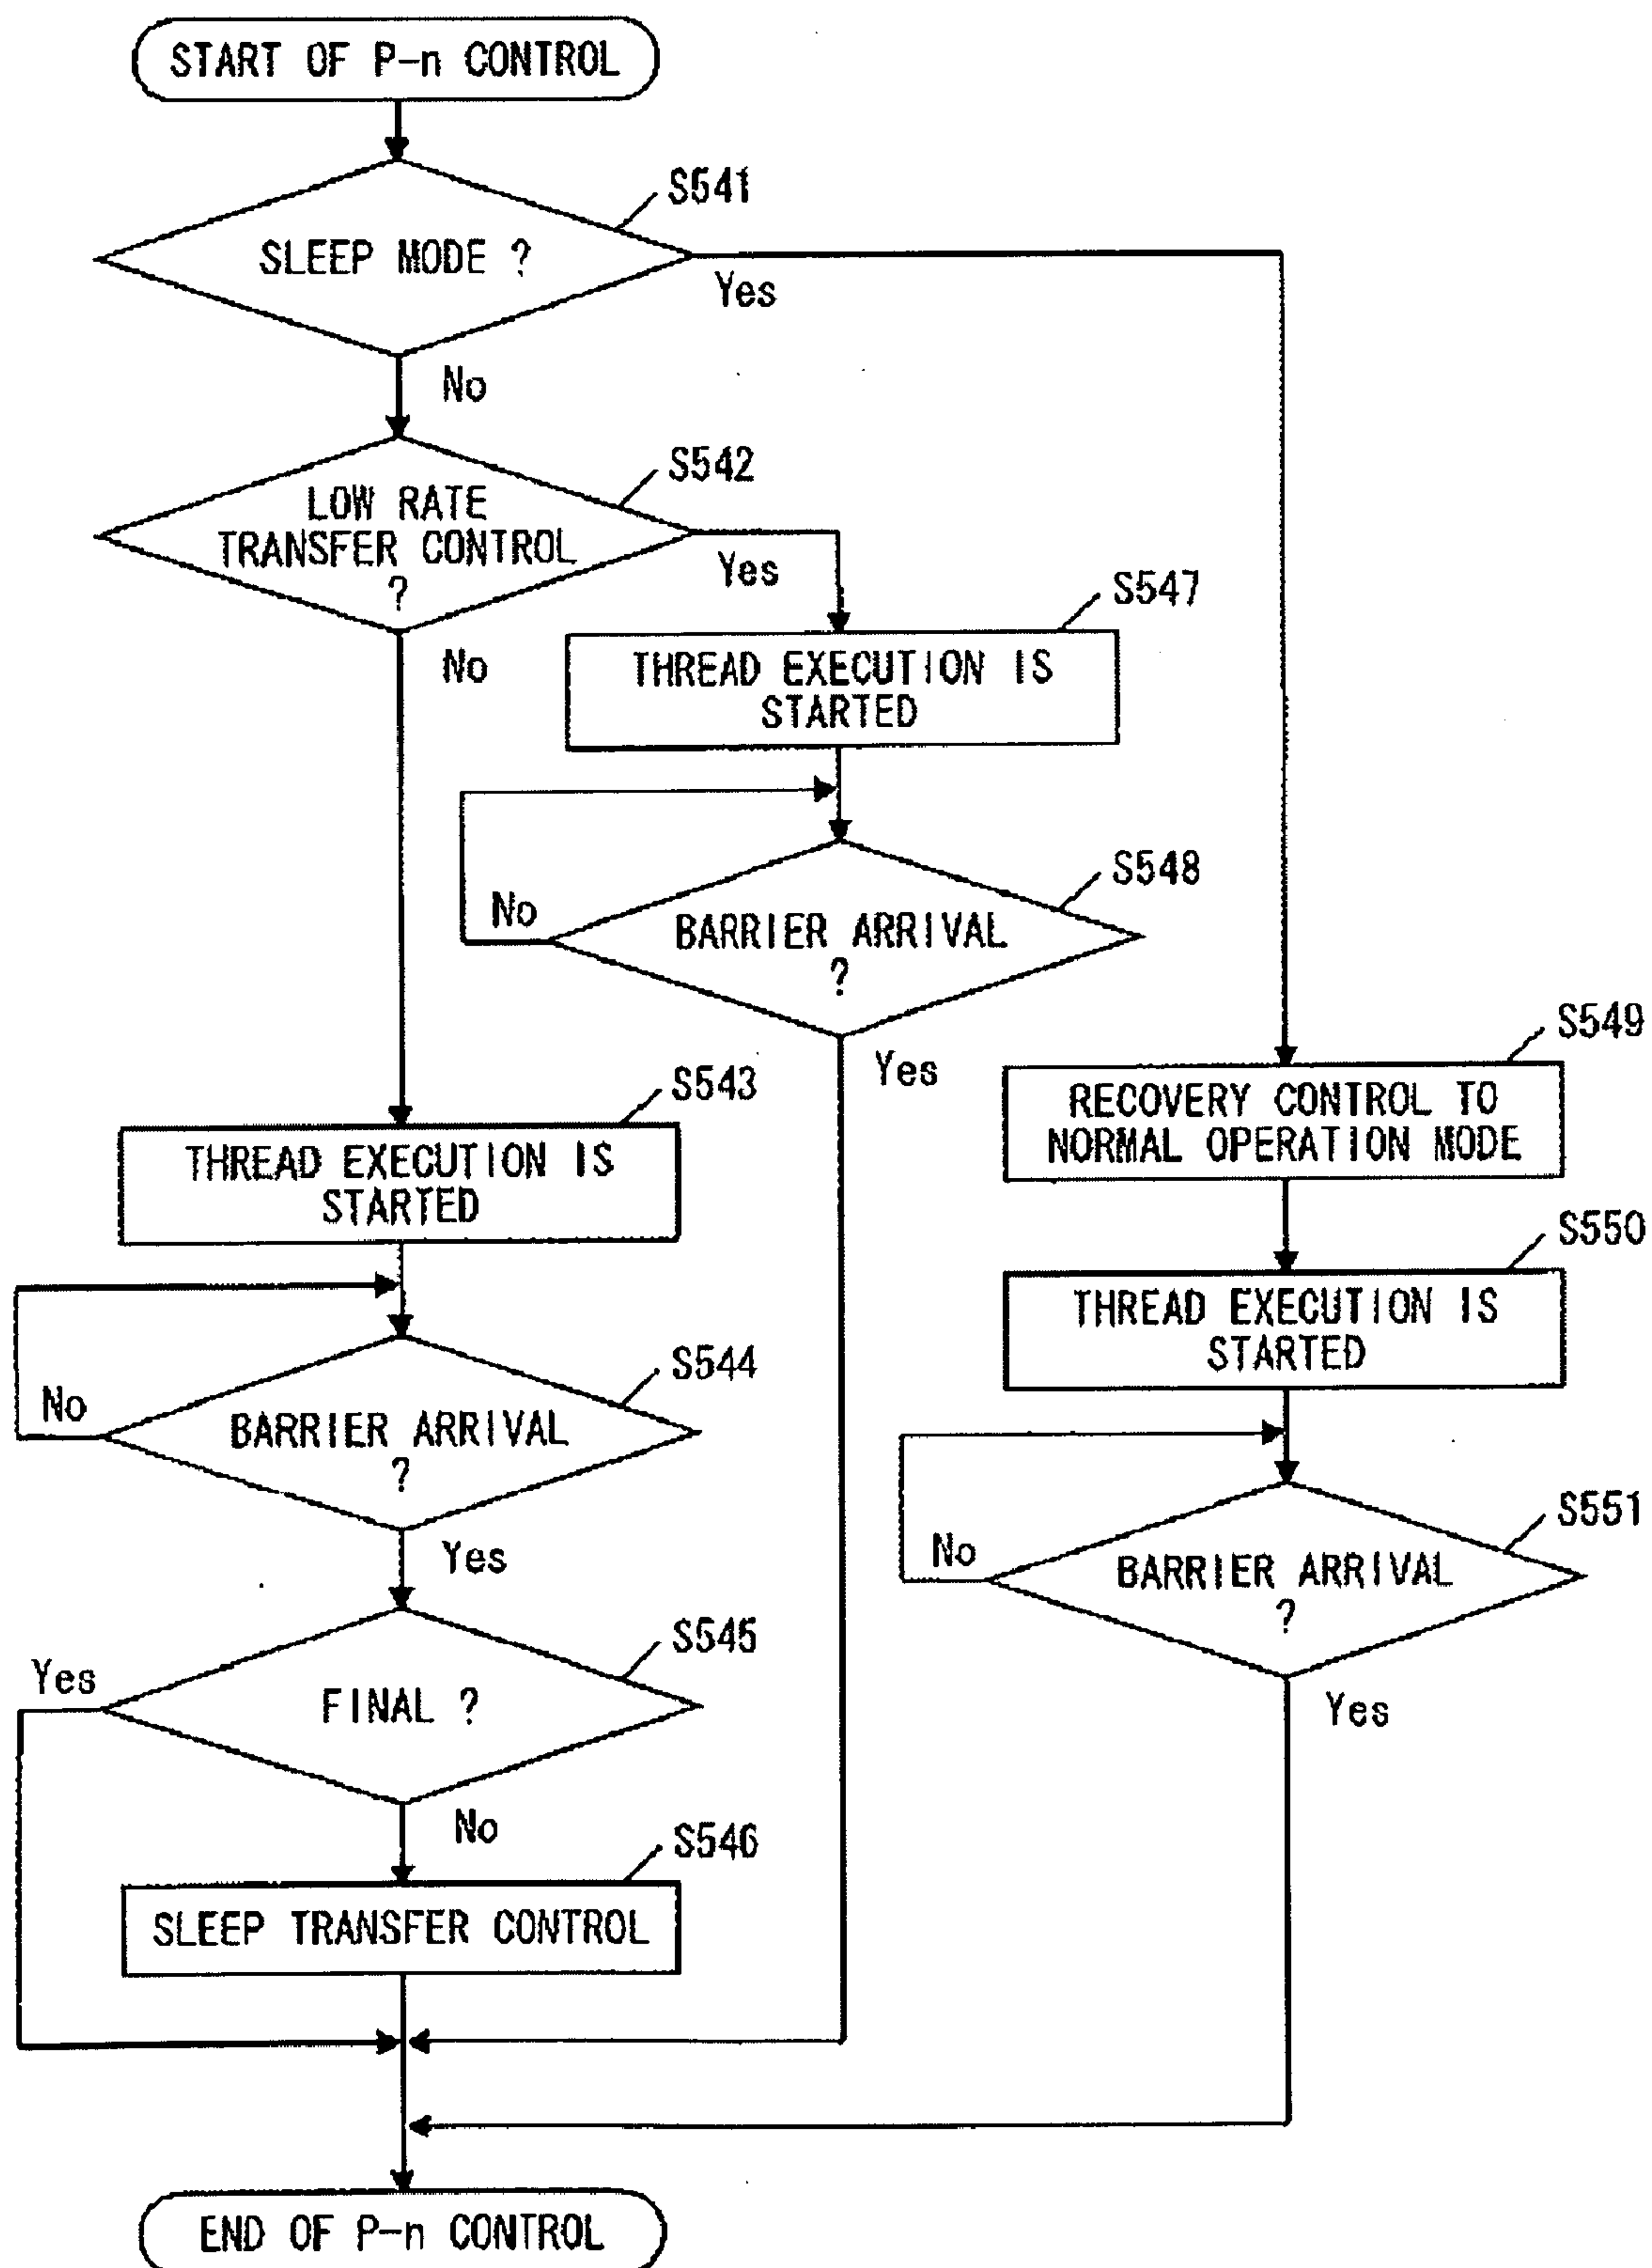 START OF P-n CONTROL
S541
SLEEP MODE ?
Yes
No
S542
LOW RATE
TRANSFER CONTROL
?
Yes
No
S547
THREAD EXECUTION IS
STARTED
S548
No
BARRIER ARRIVAL
?
Yes
S549
RECOVERY CONTROL TO
NORMAL OPERATION MODE
S543
THREAD EXECUTION IS
STARTED
S550
THREAD EXECUTION IS
STARTED
S544
No
BARRIER ARRIVAL
?
Yes
S551
No
BARRIER ARRIVAL
?
Yes
S545
Yes
FINAL ?
No
S546
SLEEP TRANSFER CONTROL
END OF P-n CONTROL